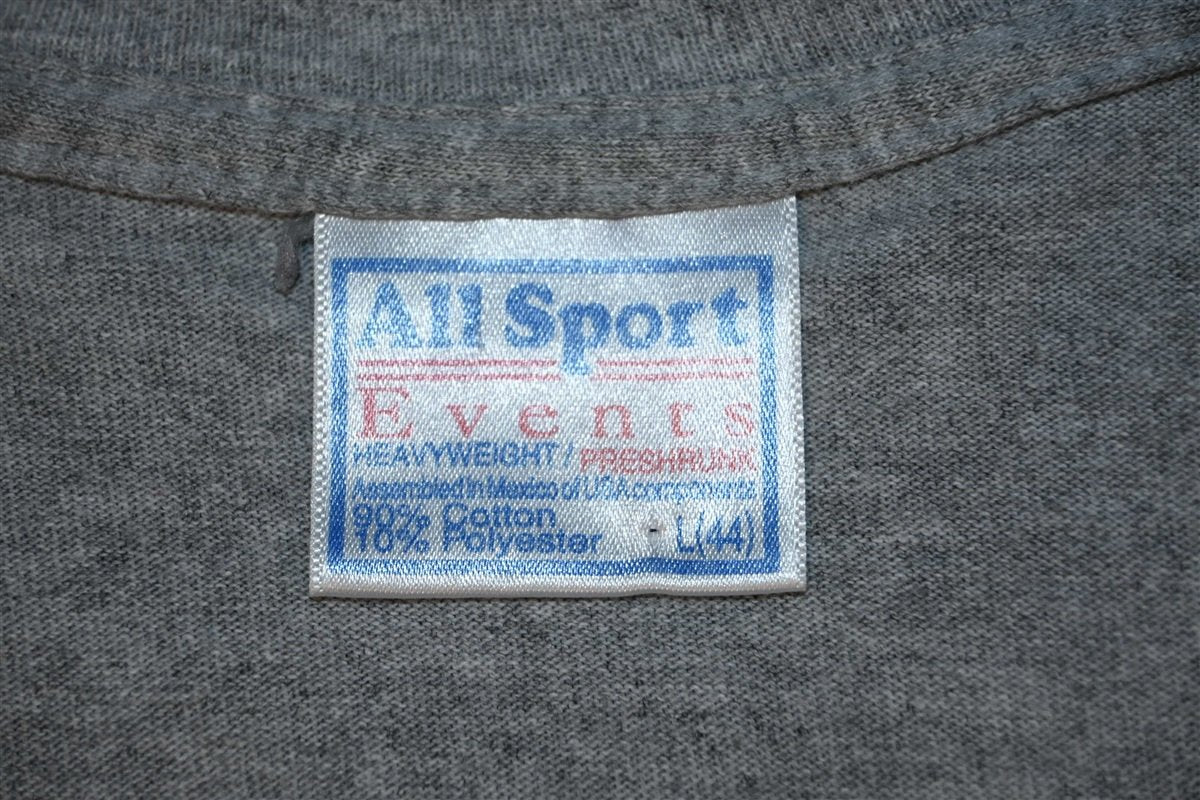 All Sport
Events
HEAVYWEIGHT / PRESHRUNK
Assembled in Mexico of USA components
90% Cotton
10% Polyester L(44)